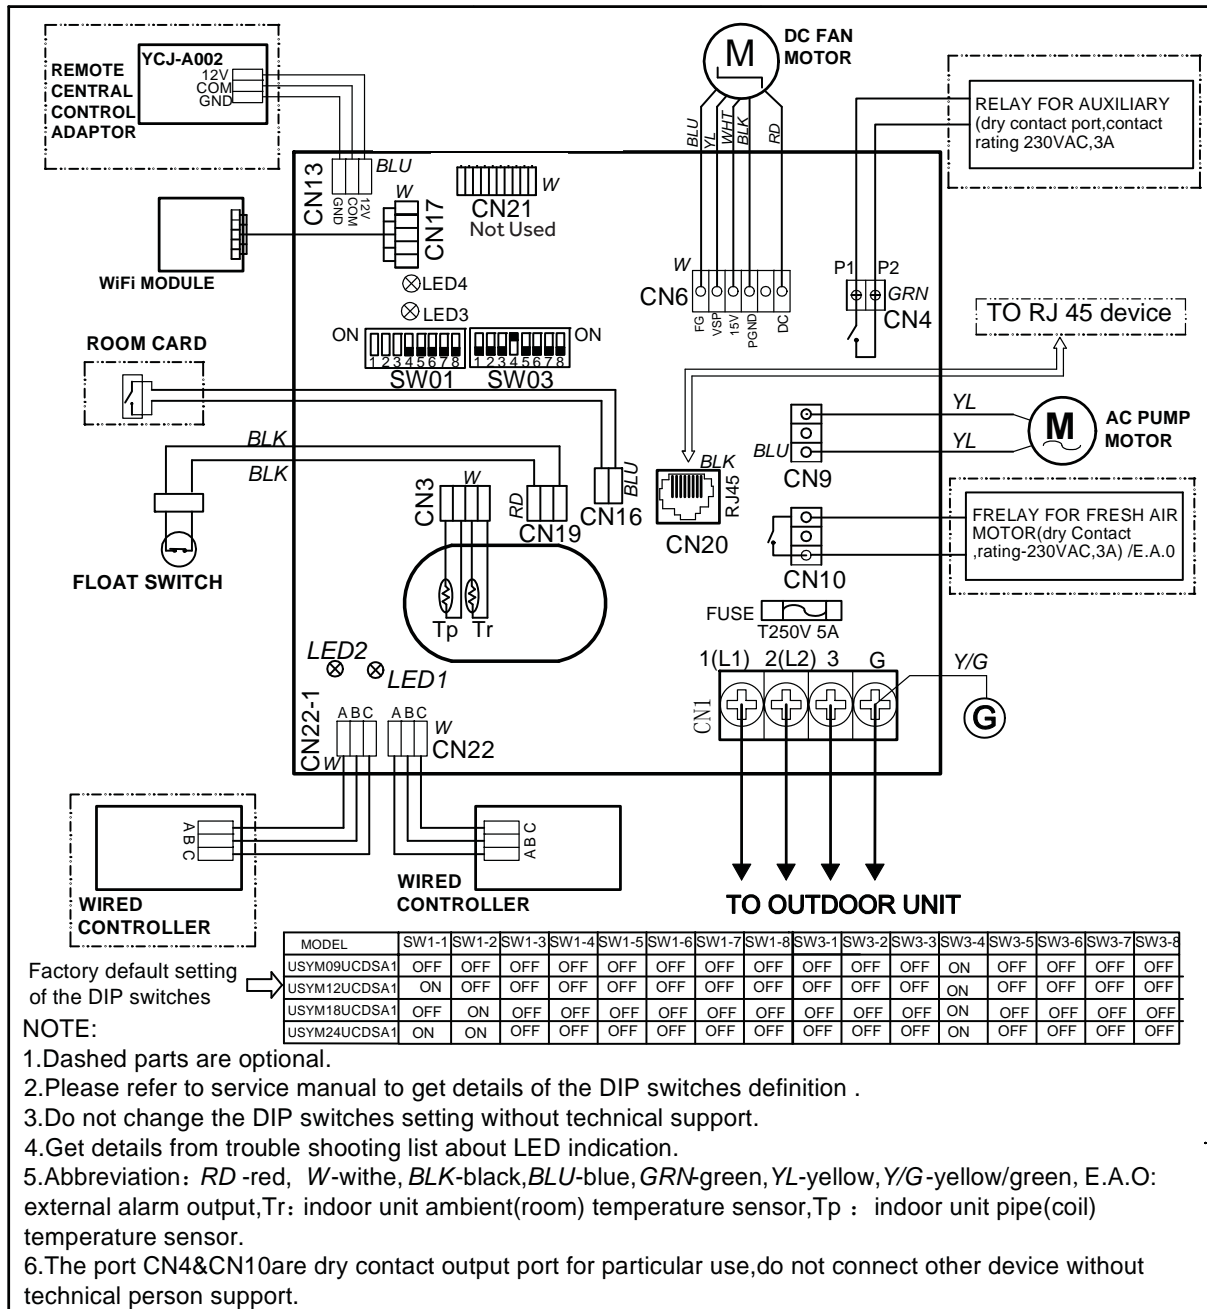 YCJ-A002
12V
COM
GND
REMOTE
CENTRAL
CONTROL
ADAPTOR
DC FAN
MOTOR
M
BLU
YL
WHT
BLK
RD
RELAY FOR AUXILIARY
(dry contact port,contact
rating 230VAC,3A
CN13
BLU
GND
COM
12V
W
CN17
W
CN21
Not Used
WiFi MODULE
LED4
LED3
W
CN6
FG
VSP
15V
PGND
DC
P1 P2
GRN
CN4
TO RJ 45 device
ROOM CARD
ON
12345678
SW01
12345678
ON
SW03
BLK
BLK
FLOAT SWITCH
CN3
W
RD
CN19
CN16
BLU
BLK
RJ45
CN20
BLU
CN9
YL
YL
M
AC PUMP
MOTOR
CN10
FRELAY FOR FRESH AIR
MOTOR(dry Contact
,rating-230VAC,3A) /E.A.0
Tp Tr
FUSE
T250V 5A
LED2
LED1
1(L1) 2(L2) 3 G
CN1
Y/G
G
CN22-1
W
ABC
ABC
W
CN22
A
B
C
WIRED
CONTROLLER
A B C
WIRED
CONTROLLER
TO OUTDOOR UNIT
Factory default setting
of the DIP switches
MODEL SW1-1 SW1-2 SW1-3 SW1-4 SW1-5 SW1-6 SW1-7 SW1-8 SW3-1 SW3-2 SW3-3 SW3-4 SW3-5 SW3-6 SW3-7 SW3-8
USYM09UCDSA1 OFF OFF OFF OFF OFF OFF OFF OFF OFF OFF OFF ON OFF OFF OFF OFF
USYM12UCDSA1 ON OFF OFF OFF OFF OFF OFF OFF OFF OFF OFF ON OFF OFF OFF OFF
USYM18UCDSA1 OFF ON OFF OFF OFF OFF OFF OFF OFF OFF OFF ON OFF OFF OFF OFF
USYM24UCDSA1 ON ON OFF OFF OFF OFF OFF OFF OFF OFF OFF ON OFF OFF OFF OFF
NOTE:
1.Dashed parts are optional.
2.Please refer to service manual to get details of the DIP switches definition .
3.Do not change the DIP switches setting without technical support.
4.Get details from trouble shooting list about LED indication.
5.Abbreviation：RD -red, W-withe, BLK-black,BLU-blue,GRN-green,YL-yellow,Y/G-yellow/green, E.A.O:
external alarm output,Tr：indoor unit ambient(room) temperature sensor,Tp ：indoor unit pipe(coil)
temperature sensor.
6.The port CN4&CN10are dry contact output port for particular use,do not connect other device without
technical person support.